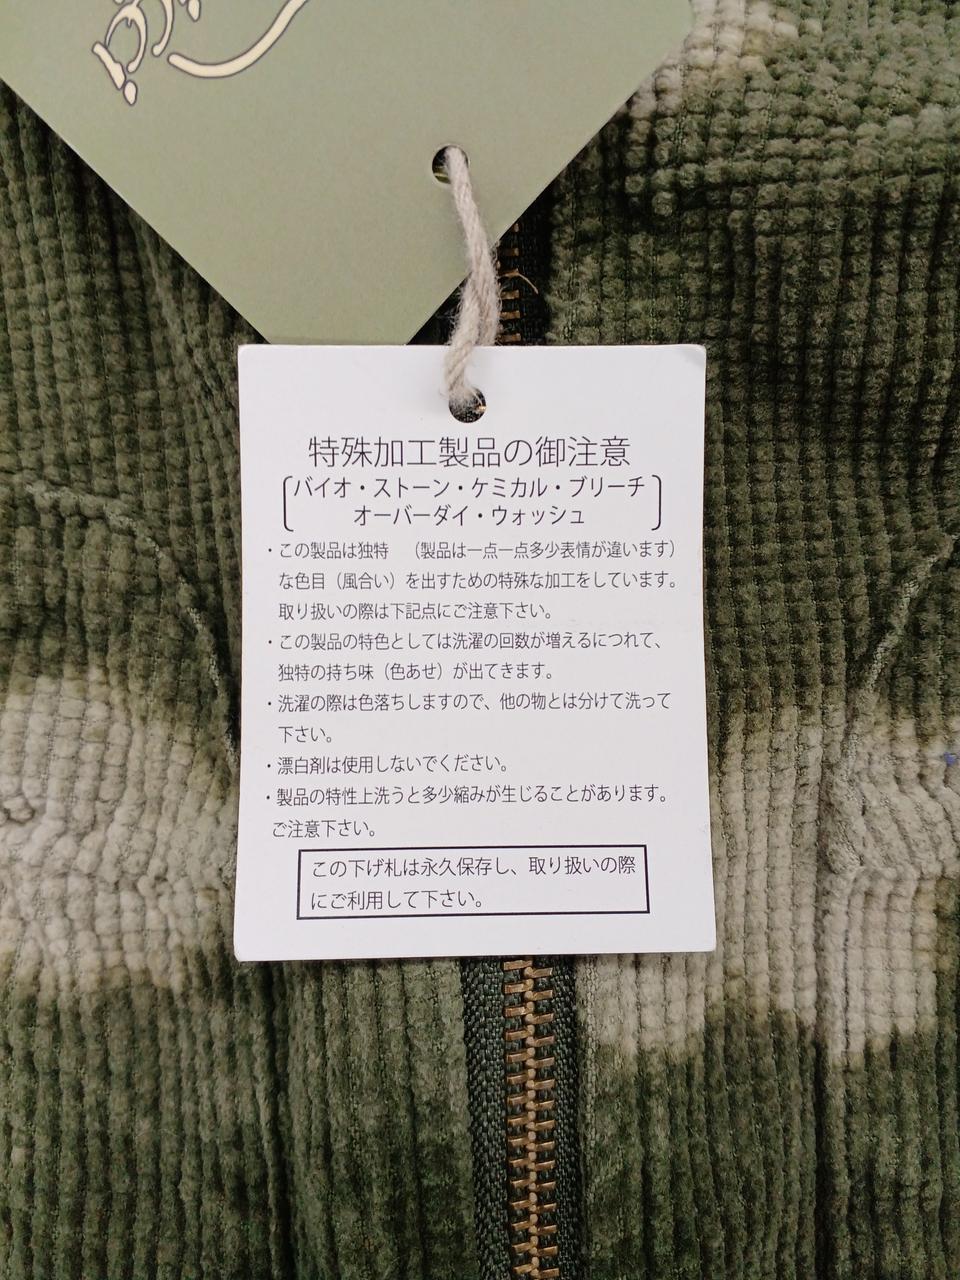 特殊加工製品の御注意
バイオ・ストーン・ケミカル・ブリーチ
オーバーダイ・ウォッシュ
・この製品は独特　（製品は一点一点多少表情が違います）
な色目（風合い）を出すための特殊な加工をしています。
取り扱いの際は下記点にご注意下さい。
・この製品の特色としては洗濯の回数が増えるにつれて、
独特の持ち味（色あせ）が出てきます。
・洗濯の際は色落ちしますので、他の物とは分けて洗って
下さい。
・漂白剤は使用しないでください。
・製品の特性上洗うと多少縮みが生じることがあります。
ご注意下さい。
この下げ札は永久保存し、取り扱いの際
にご利用して下さい。